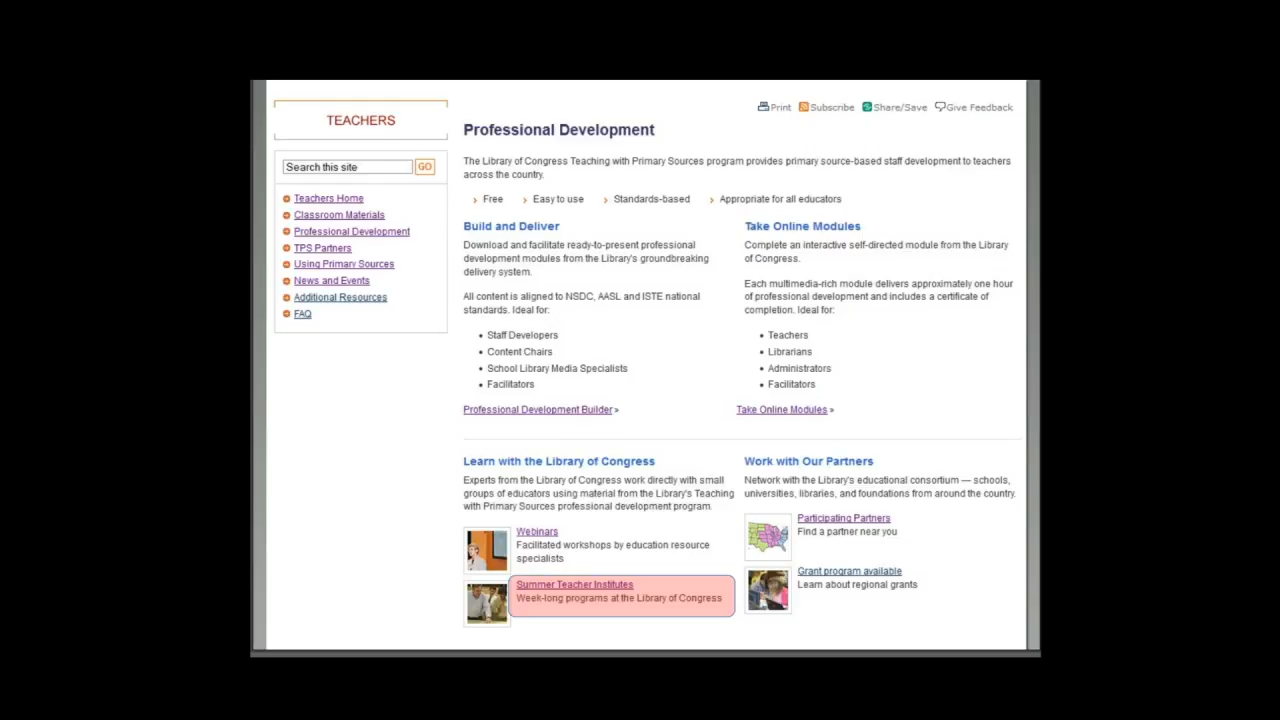 TEACHERS
Search this site
GO
Teachers Home
Classroom Materials
Professional Development
TPS Partners
Using Primary Sources
News and Events
Additional Resources
FAQ
Print Subscribe Share/Save Give Feedback
Professional Development
The Library of Congress Teaching with Primary Sources program provides primary source-based staff development to teachers
across the country.
Free Easy to use Standards-based Appropriate for all educators
Build and Deliver
Download and facilitate ready-to-present professional
development modules from the Library's groundbreaking
delivery system.
All content is aligned to NSDC, AASL and ISTE national
standards. Ideal for:
• Staff Developers
• Content Chairs
• School Library Media Specialists
• Facilitators
Professional Development Builder »
Take Online Modules
Complete an interactive self-directed module from the Library
of Congress.
Each multimedia-rich module delivers approximately one hour
of professional development and includes a certificate of
completion. Ideal for:
• Teachers
• Librarians
• Administrators
• Facilitators
Take Online Modules »
Learn with the Library of Congress
Experts from the Library of Congress work directly with small
groups of educators using material from the Library's Teaching
with Primary Sources professional development program.
Webinars
Facilitated workshops by education resource
specialists
Summer Teacher Institutes
Week-long programs at the Library of Congress
Work with Our Partners
Network with the Library's educational consortium — schools,
universities, libraries, and foundations from around the country.
Participating Partners
Find a partner near you
Grant program available
Learn about regional grants